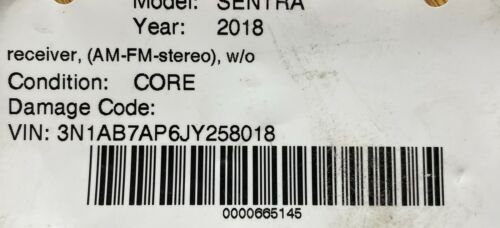 Model: SENTRA
Year: 2018
receiver, (AM-FM-stereo), w/o
Condition: CORE
Damage Code:
VIN: 3N1AB7AP6JY258018
0000665145